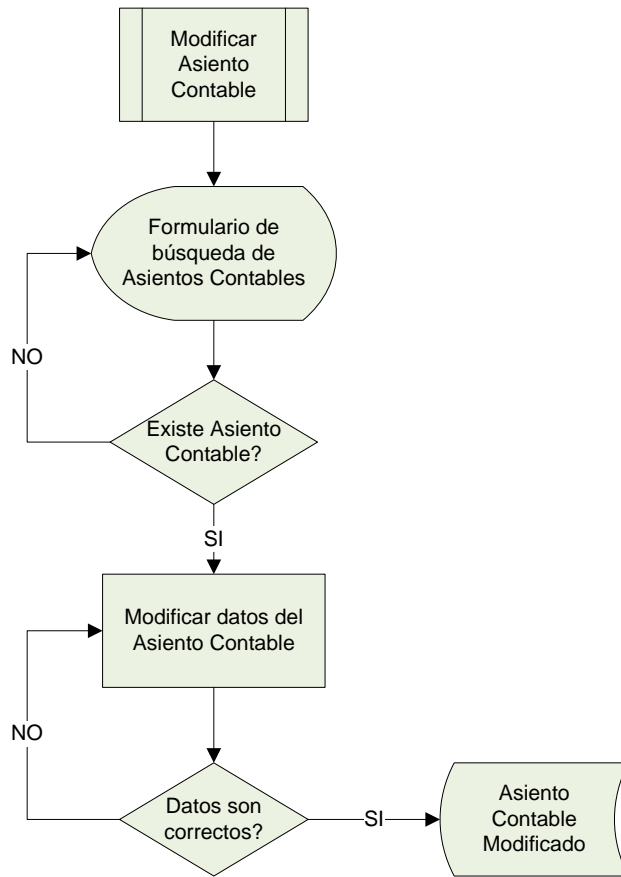 Modificar
Asiento
Contable
Formulario de
búsqueda de
Asientos Contables
NO
Existe Asiento
Contable?
SI
Modificar datos del
Asiento Contable
NO
Datos son
correctos?
SI
Asiento
Contable
Modificado